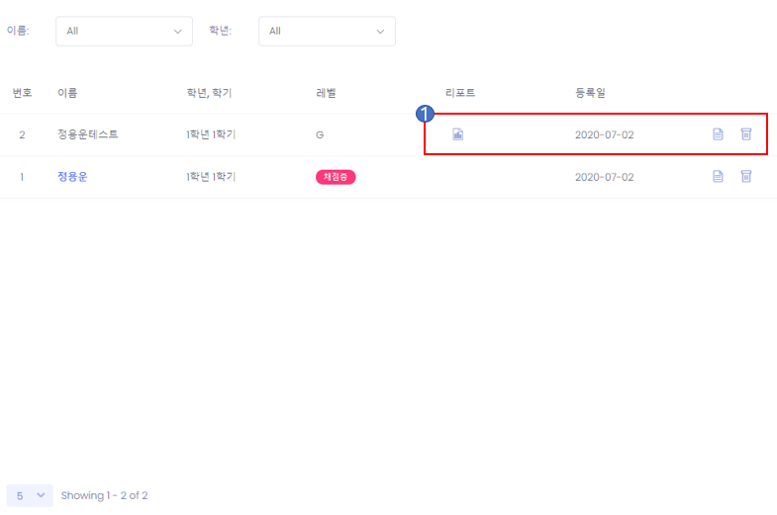 이름: All 학년: All
번호 이름 학년, 학기 레벨 리포트 등록일
1
2 정용운테스트 1학년 1학기 G 2020-07-02
1 정용운 1학년 1학기 채점중 2020-07-02
5 Showing 1 - 2 of 2